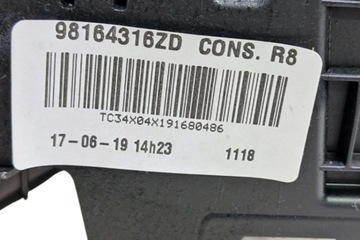 98164316ZD CONS. R8
TC34X04X191680486
17-06-19 14h23 1118